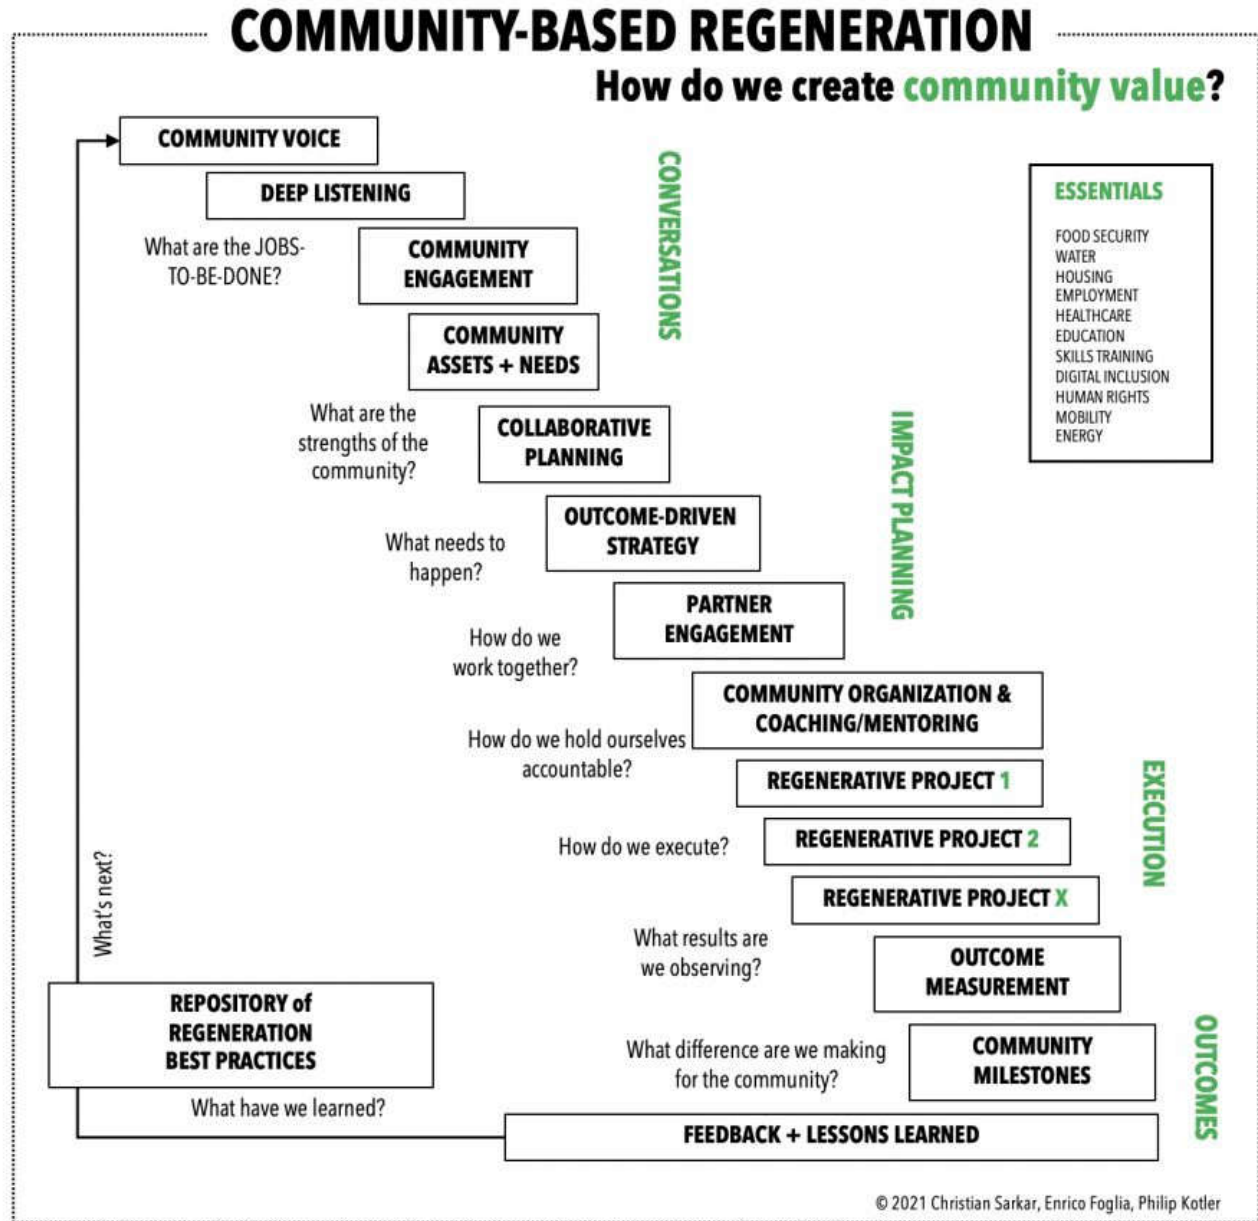 COMMUNITY-BASED REGENERATION
How do we create community value?
COMMUNITY VOICE
DEEP LISTENING
What are the JOBS-
TO-BE-DONE?
COMMUNITY
ENGAGEMENT
COMMUNITY
ASSETS + NEEDS
CONVERSATIONS
ESSENTIALS
FOOD SECURITY
WATER
HOUSING
EMPLOYMENT
HEALTHCARE
EDUCATION
SKILLS TRAINING
DIGITAL INCLUSION
HUMAN RIGHTS
MOBILITY
ENERGY
What are the
strengths of the
community?
COLLABORATIVE
PLANNING
What needs to
happen?
OUTCOME-DRIVEN
STRATEGY
How do we
work together?
PARTNER
ENGAGEMENT
IMPACT PLANNING
How do we hold ourselves
accountable?
COMMUNITY ORGANIZATION &
COACHING/MENTORING
REGENERATIVE PROJECT 1
How do we execute?
REGENERATIVE PROJECT 2
REGENERATIVE PROJECT X
EXECUTION
What results are
we observing?
OUTCOME
MEASUREMENT
What difference are we making
for the community?
COMMUNITY
MILESTONES
OUTCOMES
FEEDBACK + LESSONS LEARNED
What have we learned?
REPOSITORY of
REGENERATION
BEST PRACTICES
What's next?
© 2021 Christian Sarkar, Enrico Foglia, Philip Kotler